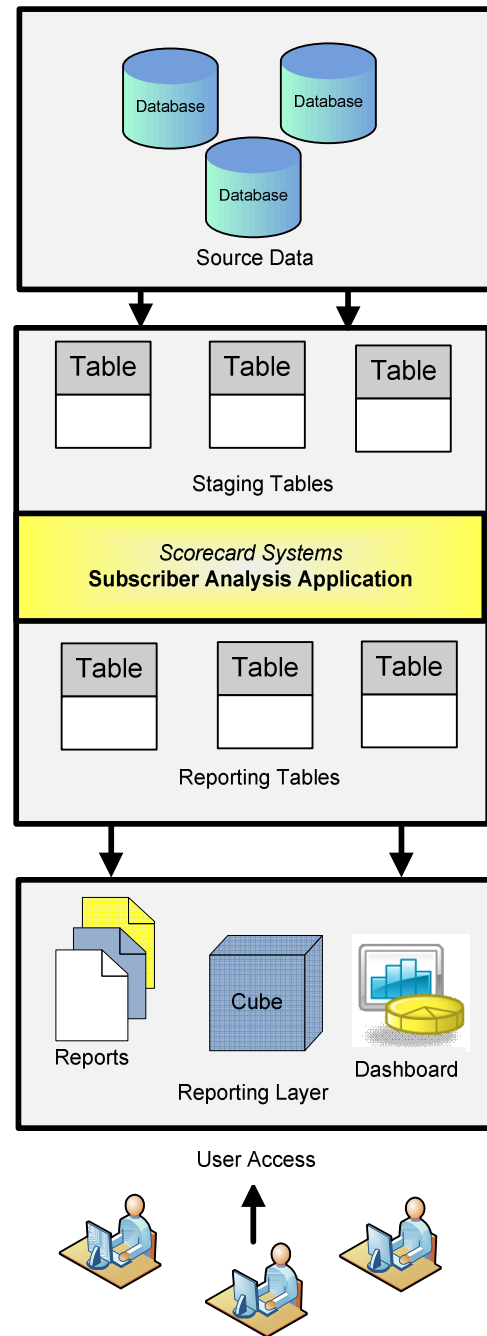 Database
Database
Database
Source Data
Table
Table
Table
Staging Tables
Scorecard Systems
Subscriber Analysis Application
Table
Table
Table
Reporting Tables
Reports
Cube
Dashboard
Reporting Layer
User Access